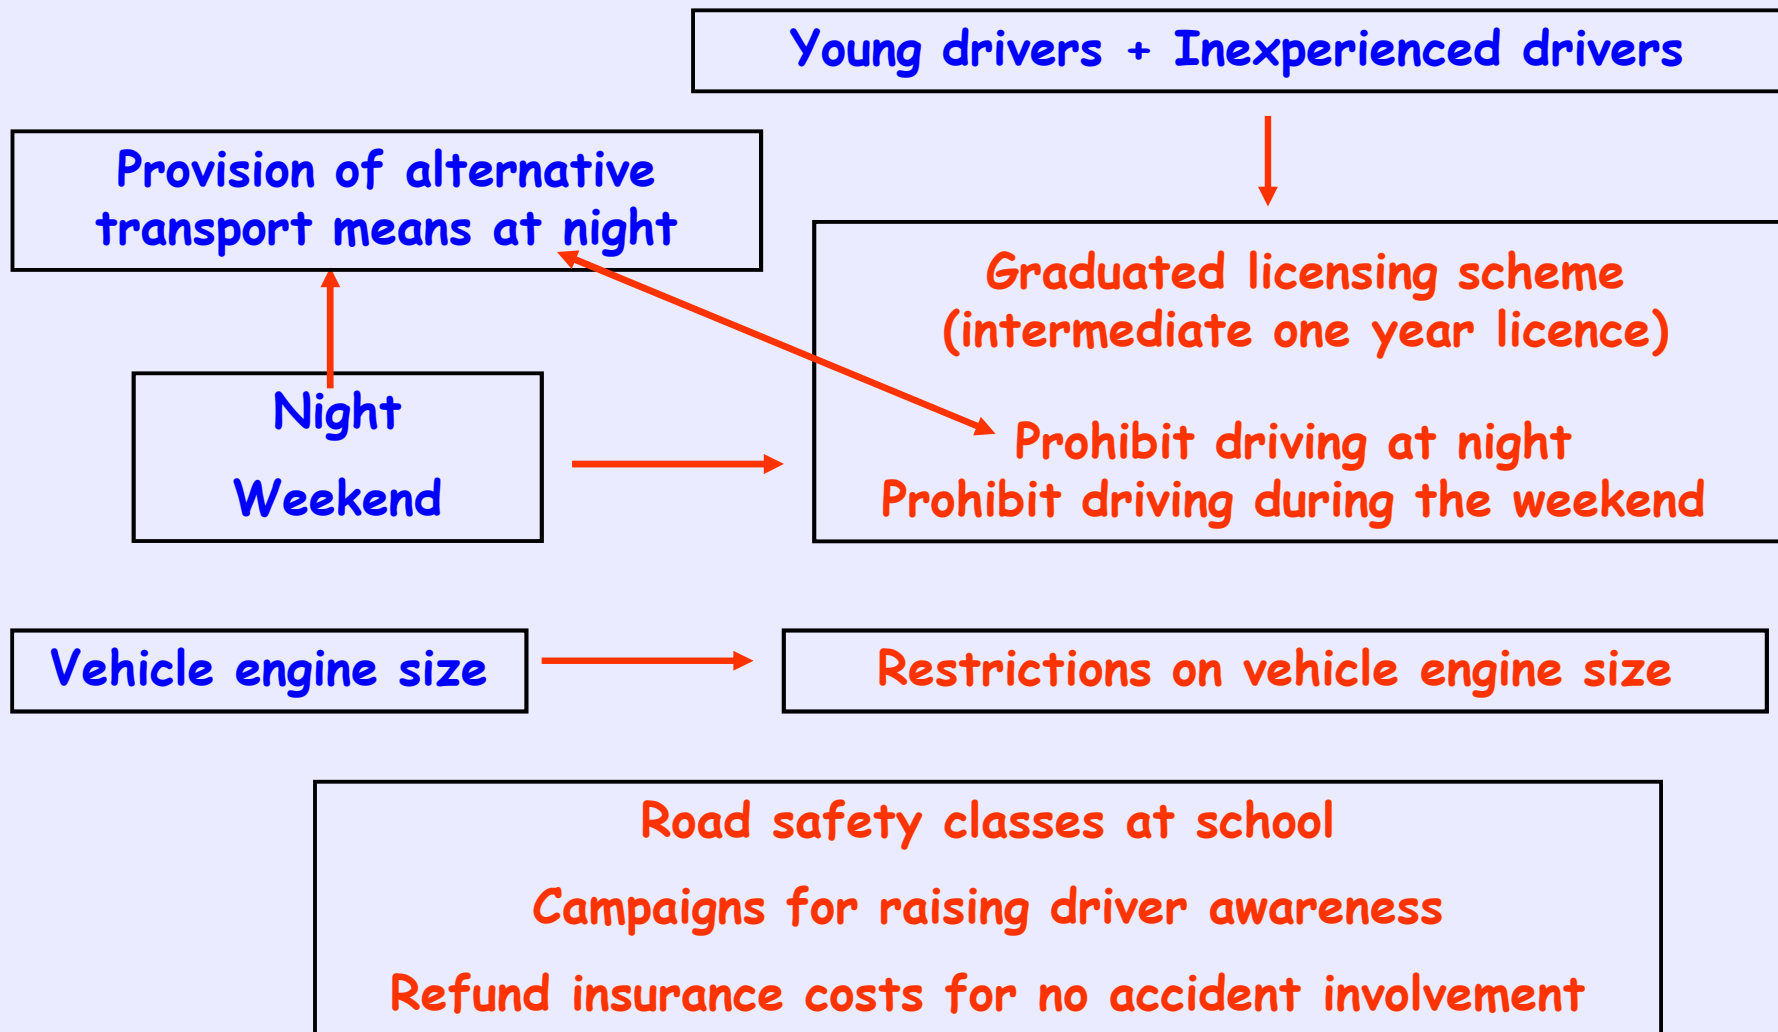 Young drivers + Inexperienced drivers
Provision of alternative
transport means at night
Graduated licensing scheme
(intermediate one year licence)
Prohibit driving at night
Prohibit driving during the weekend
Night
Weekend
Vehicle engine size
Restrictions on vehicle engine size
Road safety classes at school
Campaigns for raising driver awareness
Refund insurance costs for no accident involvement